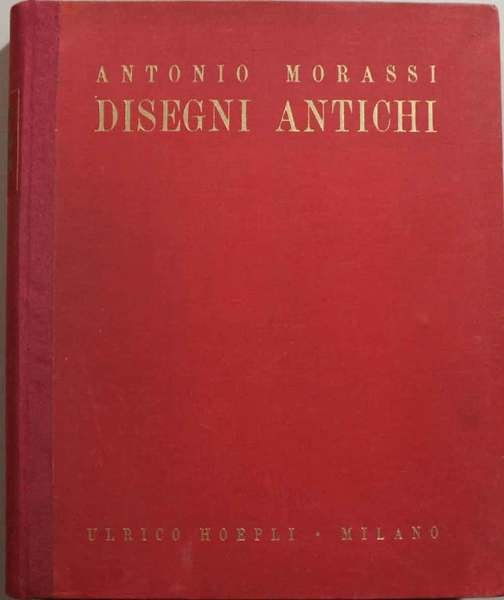 ANTONIO MORASSI
DISEGNI ANTICHI
ULRICO HOEPLI • MILANO